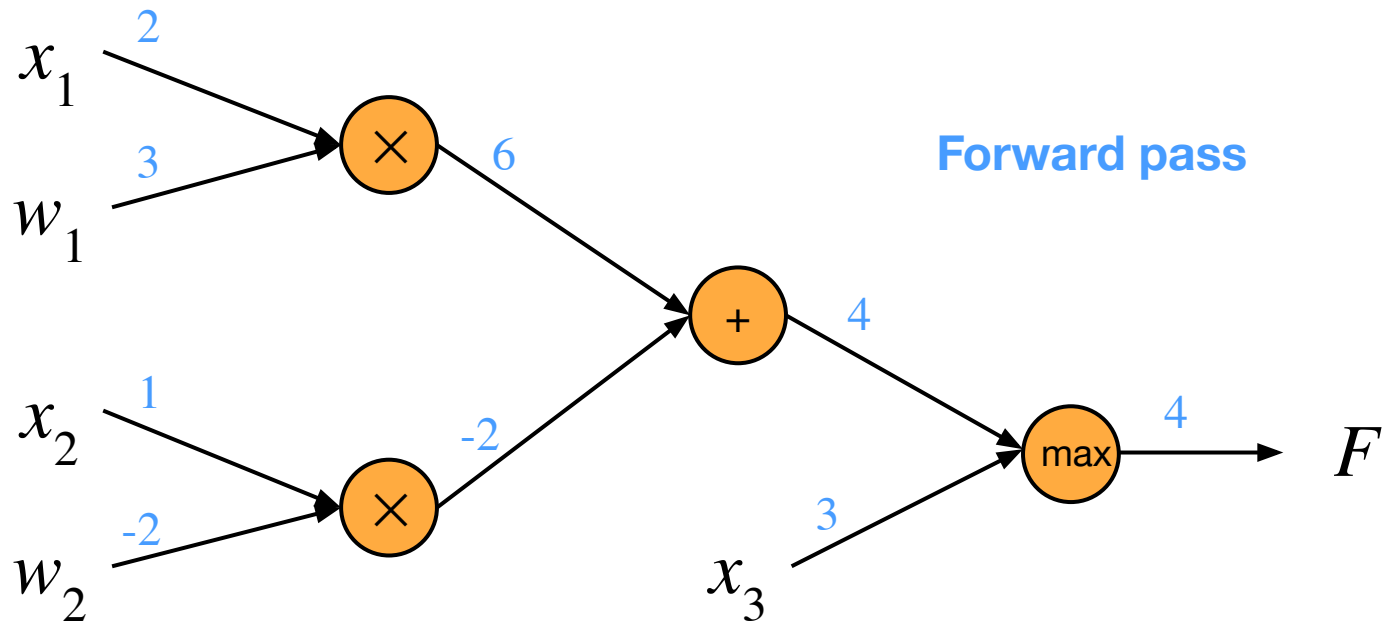 2
x₁
×
3
6
Forward pass
w₁
+
4
1
x₂
-2
4
max
F
×
-2
3
w₂
x₃